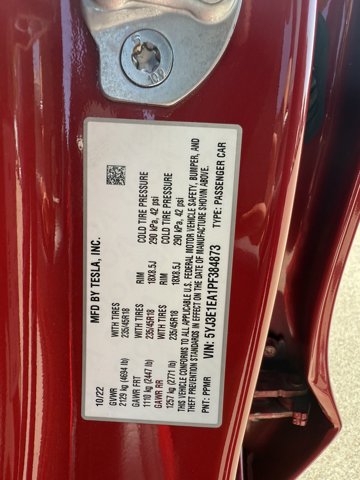 MFD BY TESLA, INC.
10/22
GVWR WITH TIRES RIM COLD TIRE PRESSURE
2129 kg (4694 lb) 235/45R18 18X8.5J 290 kPa, 42 psi
GAWR FRT WITH TIRES RIM COLD TIRE PRESSURE
1110 kg (2447 lb) 235/45R18 18X8.5J 290 kPa, 42 psi
GAWR RR
1257 kg (2771 lb)
THIS VEHICLE CONFORMS TO ALL APPLICABLE U.S. FEDERAL MOTOR VEHICLE SAFETY, BUMPER, AND
THEFT PREVENTION STANDARDS IN EFFECT ON THE DATE OF MANUFACTURE SHOWN ABOVE.
VIN: 5YJ3E1EA1PF384873
PNT: PPMR TYPE: PASSENGER CAR